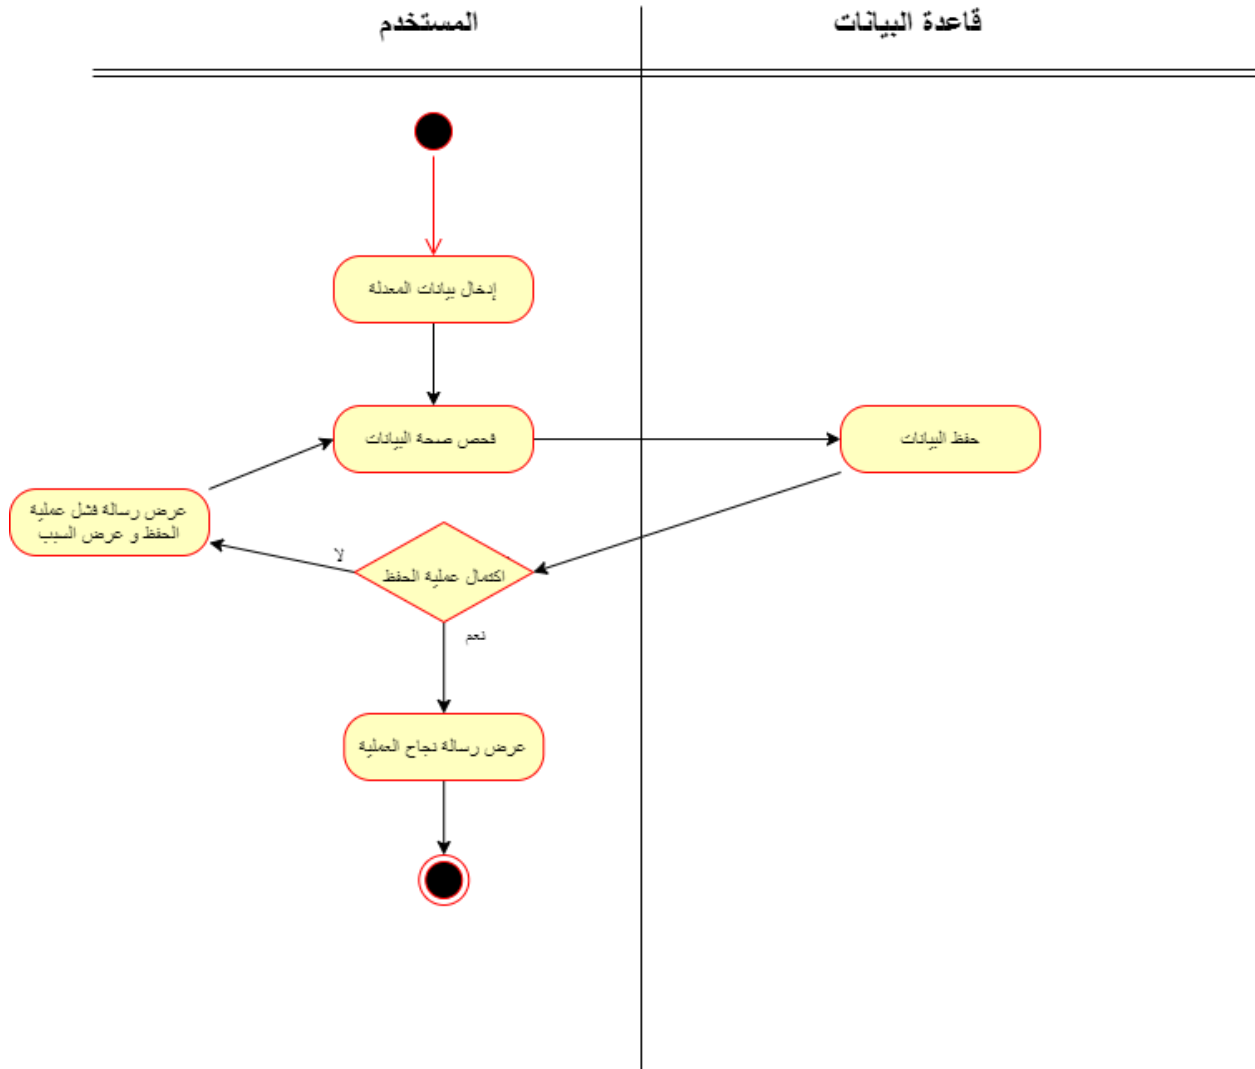 المستخدم
قاعدة البيانات
إدخال بيانات المعدلة
فحص صحة البيانات
حفظ البيانات
عرض رسالة فشل عملية
الحفظ و عرض السبب
لا
اكتمال عملية الحفظ
نعم
عرض رسالة نجاح العملية